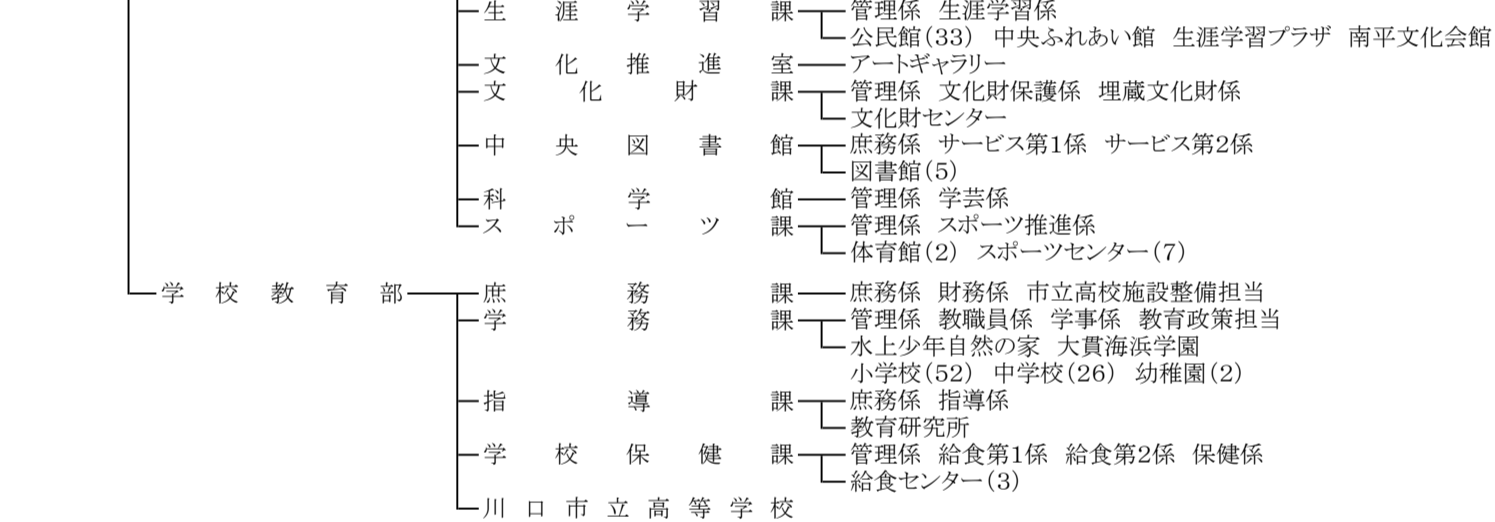 生涯学習課 管理係 生涯学習係
公民館(33) 中央ふれあい館 生涯学習プラザ 南平文化会館
文化推進室 アートギャラリー
文化財課 管理係 文化財保護係 埋蔵文化財係
文化財センター
中央図書館 庶務係 サービス第1係 サービス第2係
図書館(5)
科学館 管理係 学芸係
スポーツ課 管理係 スポーツ推進係
体育館(2) スポーツセンター(7)
学校教育部 庶務課 庶務係 財務係 市立高校施設整備担当
学務課 管理係 教職員係 学事係 教育政策担当
水上少年自然の家 大貫海浜学園
小学校(52) 中学校(26) 幼稚園(2)
指導課 庶務係 指導係
教育研究所
学校保健課 管理係 給食第1係 給食第2係 保健係
給食センター(3)
川口市立高等学校